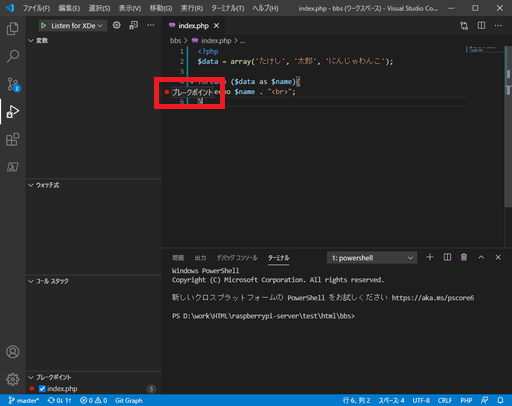 ファイル(F) 編集(E) 選択(S) 表示(V) 移動(G) 実行(R) ターミナル(T) ヘルプ(H) index.php - bbs (ワークスペース) - Visual Studio Co...
Listen for XDe
index.php
変数
bbs > index.php > ...
1 <?php
2 $data = array('たけし', '太郎', 'にんじゃわんこ');
3
($data as $name){
ブレークポイント
echo $name . "<br>";
6 }
ウォッチ式
コール スタック
問題 出力 デバッグ コンソール ターミナル 1: powershell
Windows PowerShell
Copyright (C) Microsoft Corporation. All rights reserved.
新しいクロスプラットフォームの PowerShell をお試しください https://aka.ms/pscore6
PS D:\work\HTML\raspberrypi-server\test\html\bbs>
ブレークポイント
index.php 5
master* 0↓ 1↑ 0 0 Git Graph 行 6、列 2 スペース: 4 UTF-8 CRLF PHP